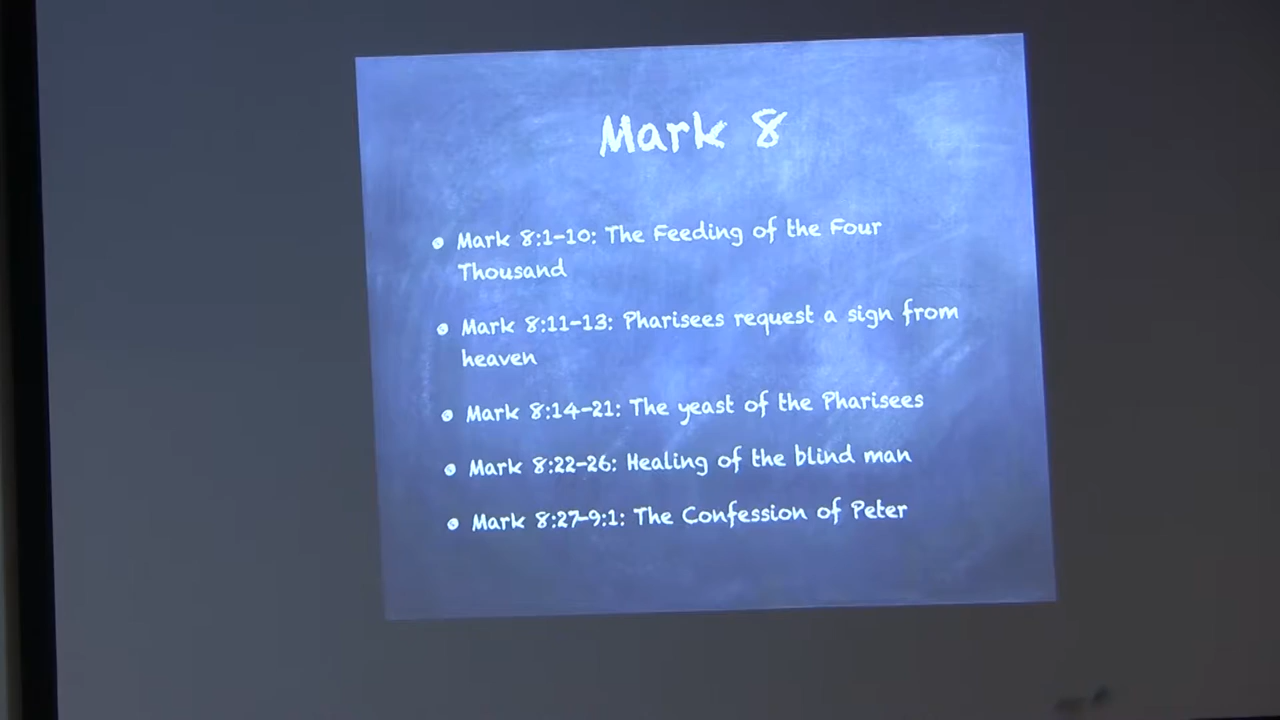 Mark 8
• Mark 8:1-10: The Feeding of the Four
Thousand
• Mark 8:11-13: Pharisees request a sign from
heaven
• Mark 8:14-21: The yeast of the Pharisees
• Mark 8:22-26: Healing of the blind man
• Mark 8:27-9:1: The Confession of Peter